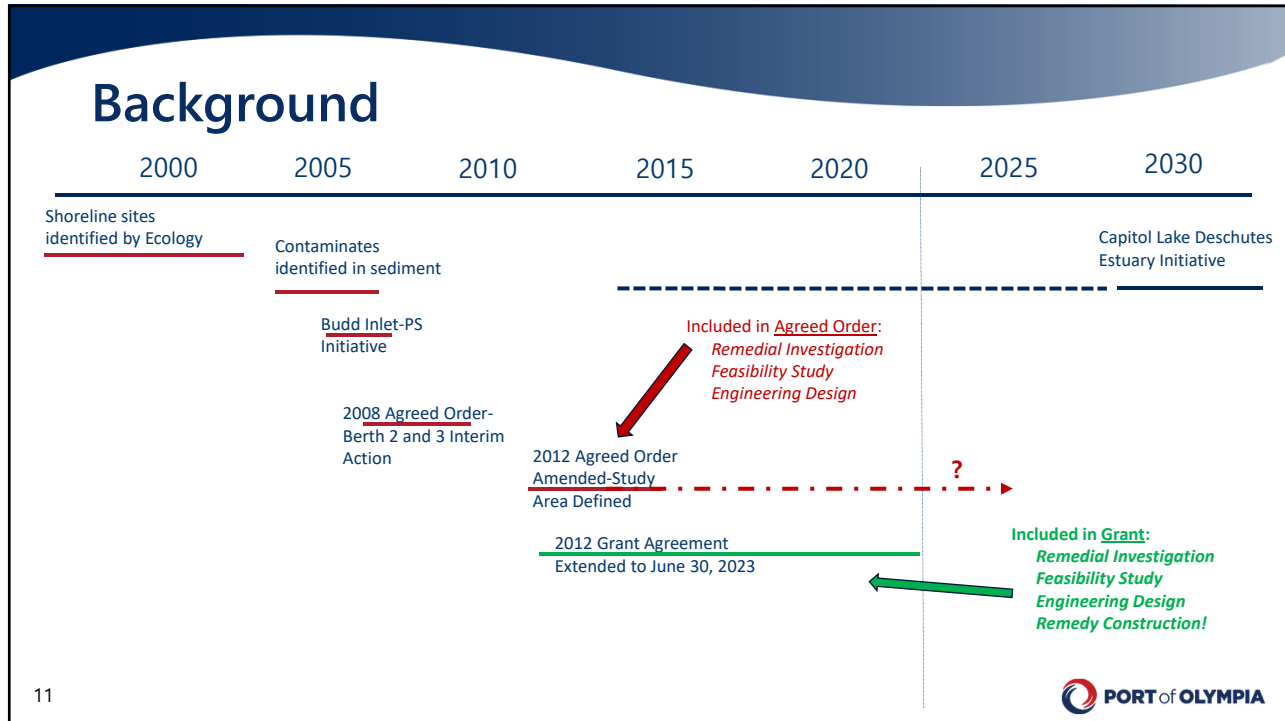 Background
2000 2005 2010 2015 2020 2025 2030
Shoreline sites
identified by Ecology
Contaminates
identified in sediment
Capitol Lake Deschutes
Estuary Initiative
Budd Inlet-PS
Initiative
Included in Agreed Order:
Remedial Investigation
Feasibility Study
Engineering Design
2008 Agreed Order-
Berth 2 and 3 Interim
Action
2012 Agreed Order
Amended-Study
Area Defined
?
2012 Grant Agreement
Extended to June 30, 2023
Included in Grant:
Remedial Investigation
Feasibility Study
Engineering Design
Remedy Construction!
11
PORT of OLYMPIA